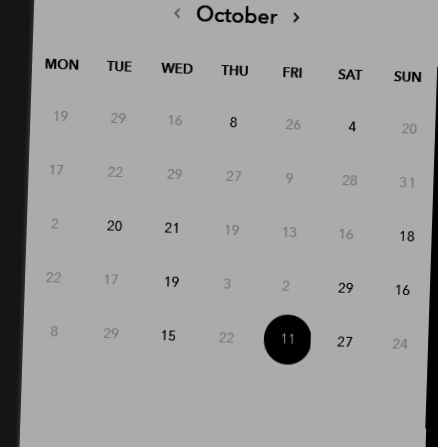 ‹ October ›
MON TUE WED THU FRI SAT SUN
19 29 16 8 26 4 20
17 22 29 27 9 28 31
2 20 21 19 13 16 18
22 17 19 3 2 29 16
8 29 15 22 11 27 24